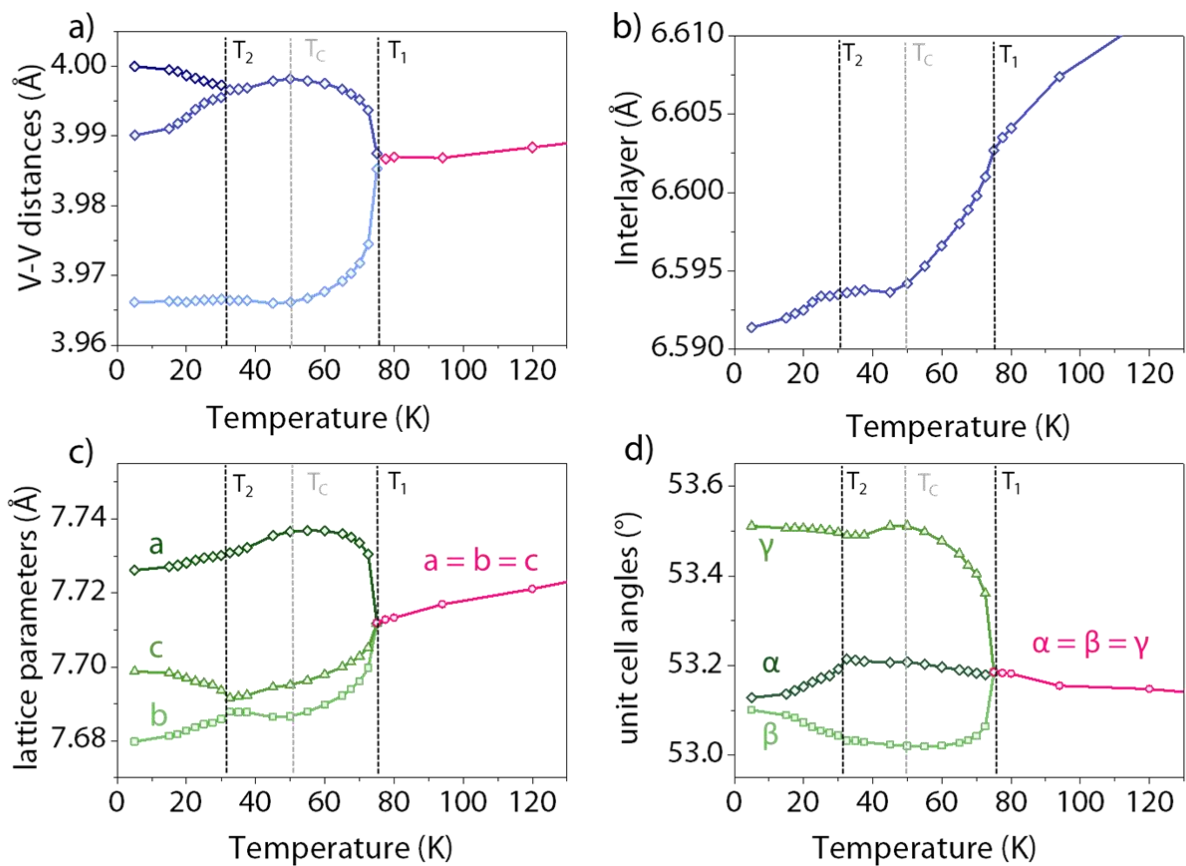 a)
T2
TC
T1
4.00
3.99
3.98
3.97
3.96
V-V distances (Å)
0 20 40 60 80 100 120
Temperature (K)
b)
T2
TC
T1
6.610
6.605
6.600
6.595
6.590
Interlayer (Å)
0 20 40 60 80 100 120
Temperature (K)
c)
T2
TC
T1
7.74
7.72
7.70
7.68
lattice parameters (Å)
a
c
b
a = b = c
0 20 40 60 80 100 120
Temperature (K)
d)
T2
TC
T1
53.6
53.4
53.2
53.0
unit cell angles (°)
γ
α
β
α = β = γ
0 20 40 60 80 100 120
Temperature (K)